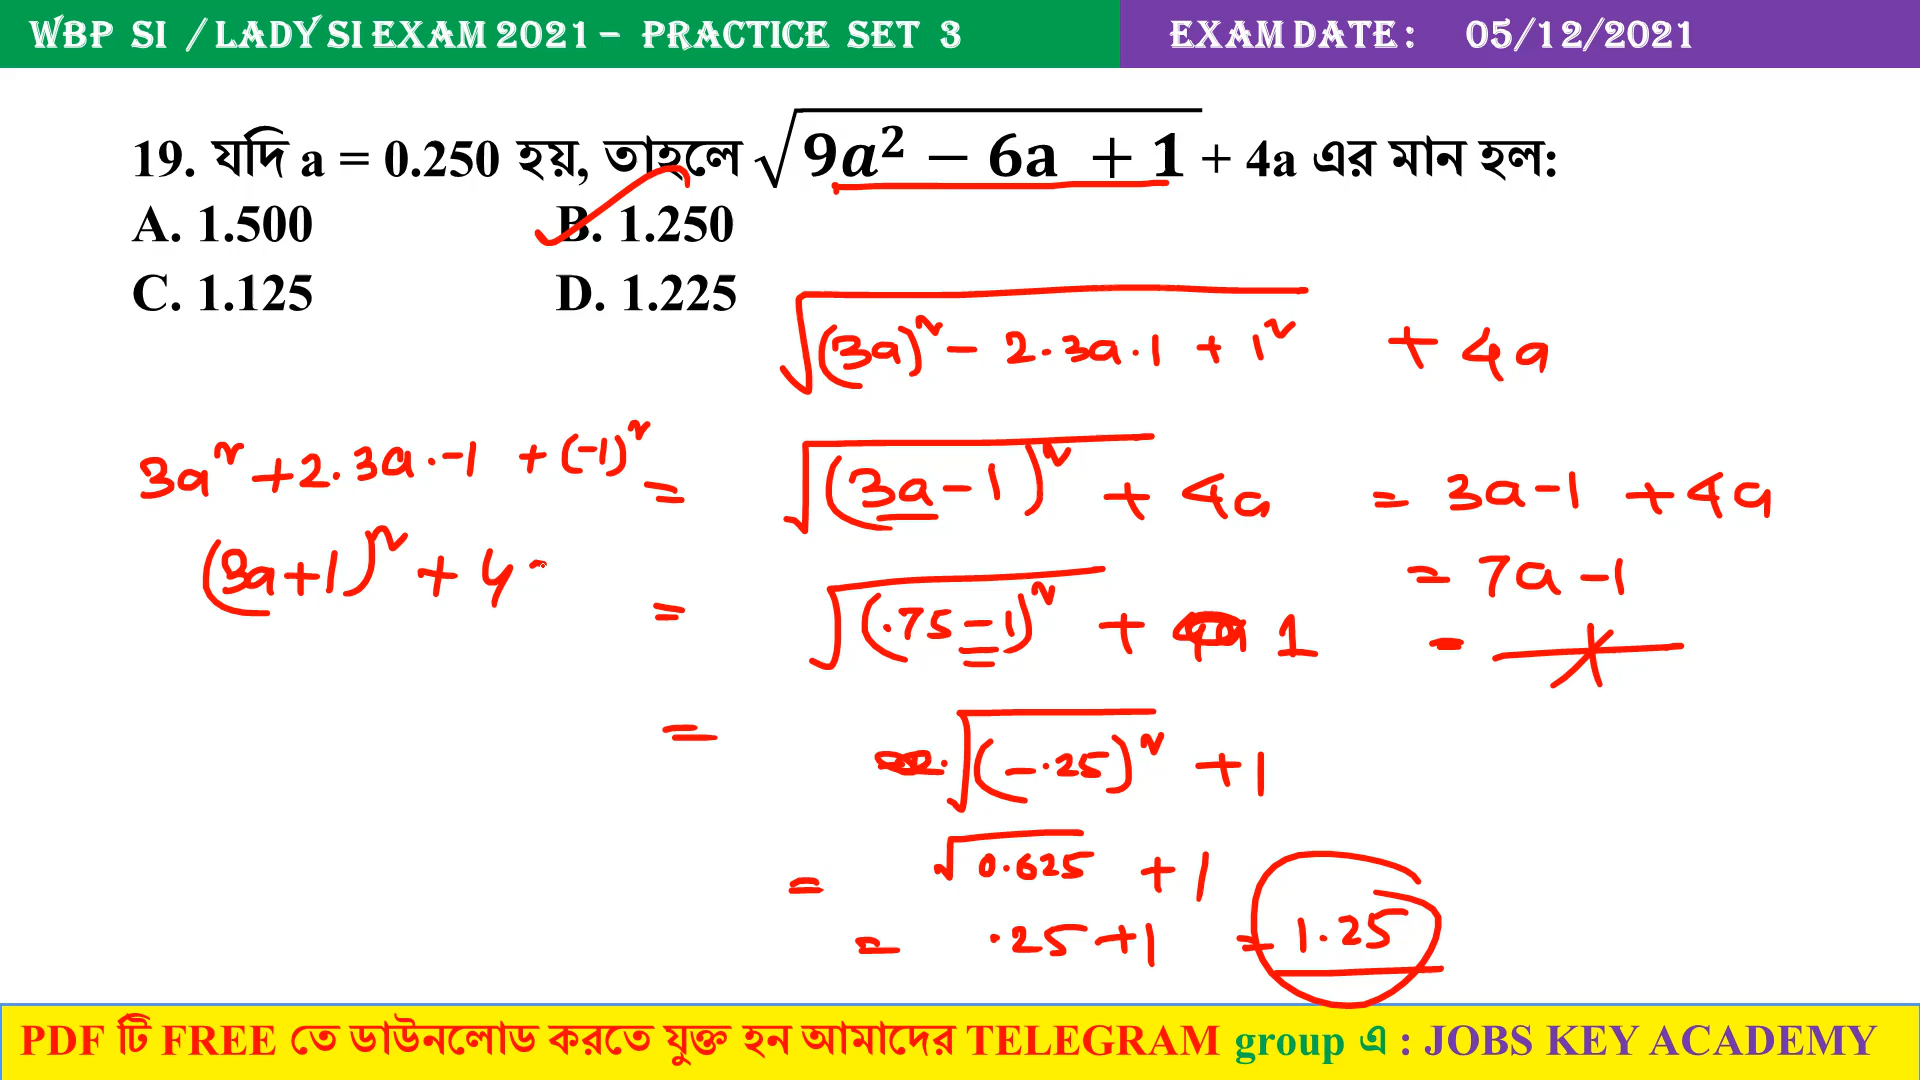 WBP SI / LADY SI EXAM 2021 – PRACTICE SET 3 EXAM DATE : 05/12/2021
19. যদি a = 0.250 হয়, তাহলে √(9a² − 6a + 1) + 4a এর মান হল:
A. 1.500 B. 1.250
C. 1.125 D. 1.225
√((3a)² − 2·3a·1 + 1²) + 4a
3a² + 2·3a·-1 + (-1)² = √((3a-1)²) + 4a = 3a-1 + 4a
(3a+1)² + 4 = 7a-1
= √((.75-1)²) + 1 =
= √((-.25)²) + 1
= √0.625 + 1
= .25+1 = 1.25
PDF টি FREE তে ডাউনলোড করতে যুক্ত হন আমাদের TELEGRAM group এ : JOBS KEY ACADEMY